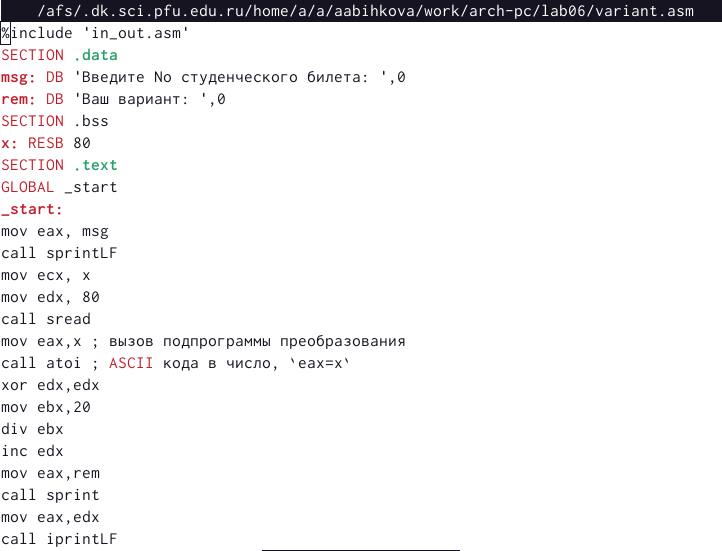 /afs/.dk.sci.pfu.edu.ru/home/a/a/aabihkova/work/arch-pc/lab06/variant.asm
%include 'in_out.asm'
SECTION .data
msg: DB 'Введите No студенческого билета: ',0
rem: DB 'Ваш вариант: ',0
SECTION .bss
x: RESB 80
SECTION .text
GLOBAL _start
_start:
mov eax, msg
call sprintLF
mov ecx, x
mov edx, 80
call sread
mov eax,x ; вызов подпрограммы преобразования
call atoi ; ASCII кода в число, `eax=x`
xor edx,edx
mov ebx,20
div ebx
inc edx
mov eax,rem
call sprint
mov eax,edx
call iprintLF